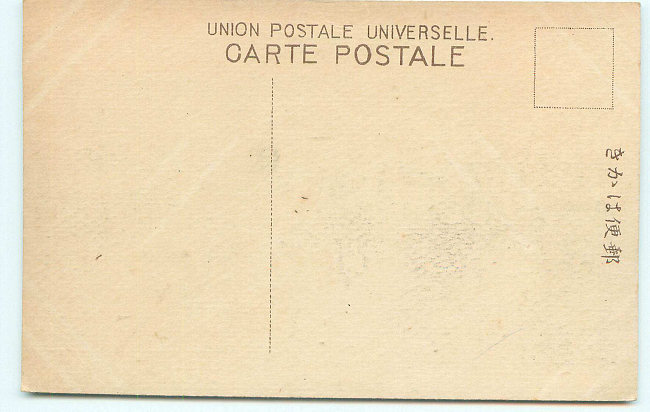 UNION POSTALE UNIVERSELLE.
CARTE POSTALE
きかは便郵